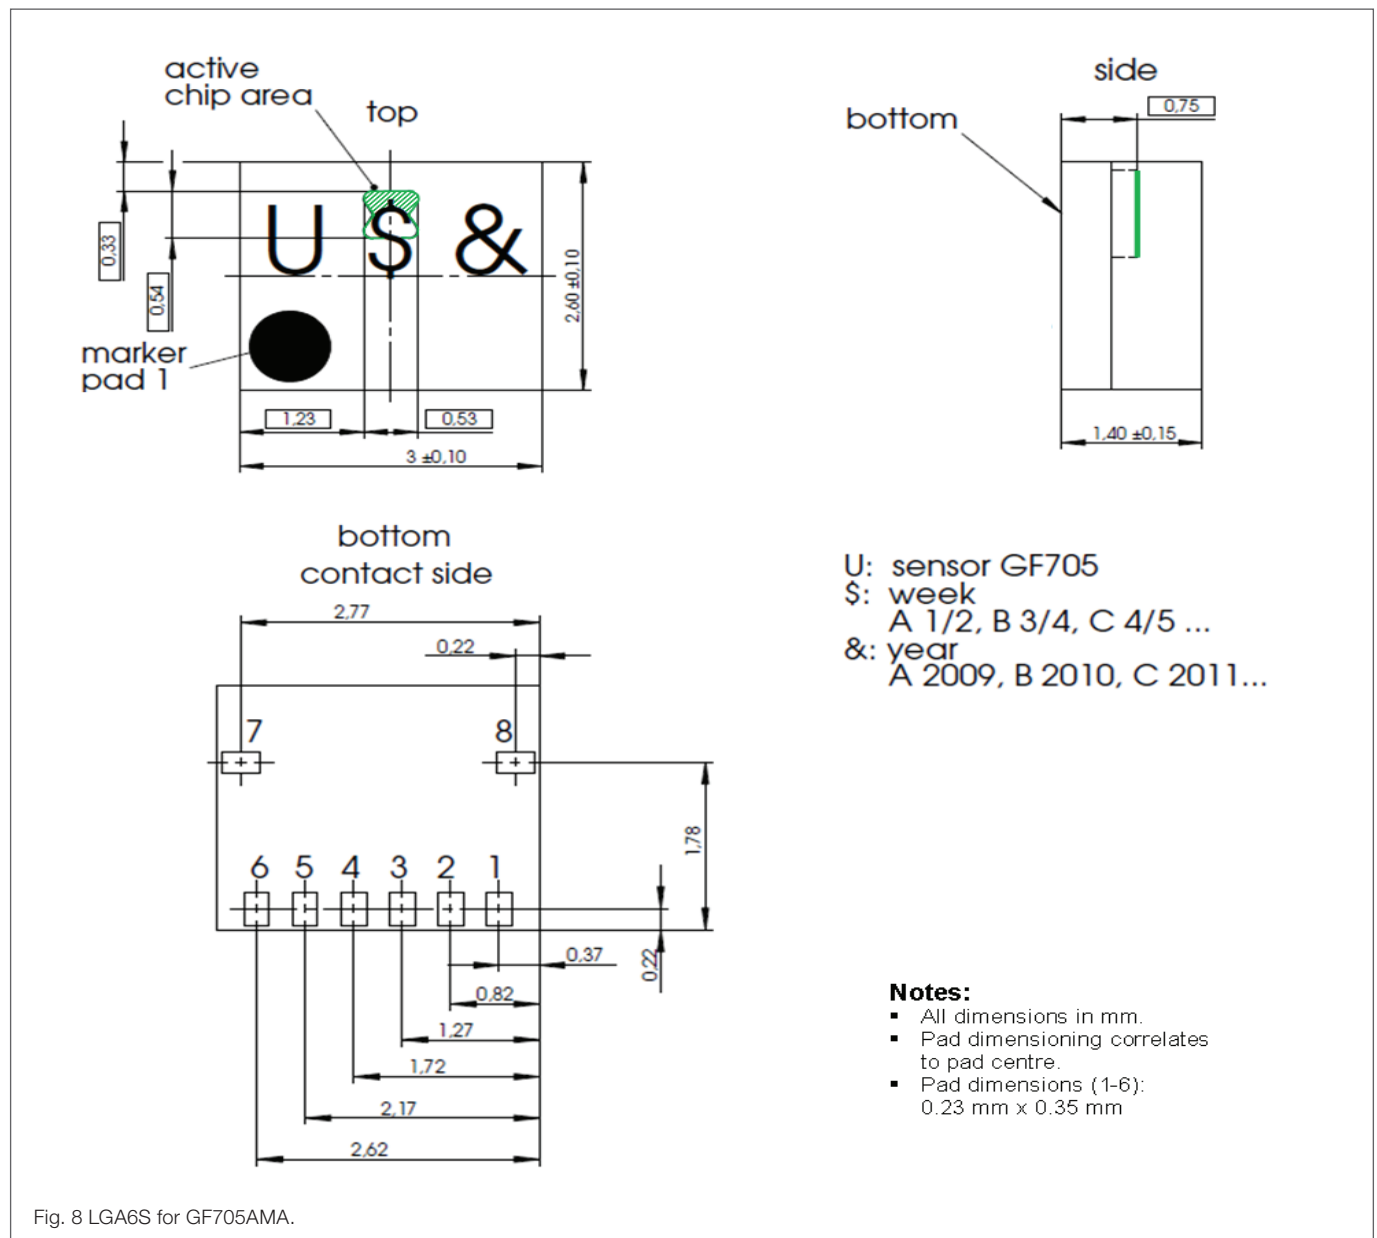 active
chip area
top
side
0,75
bottom
0,33
0,54
U $ &
2,60 ±0,10
marker
pad 1
1,23
0,53
3 ±0,10
1,40 ±0,15
bottom
contact side
2,77
0,22
7
8
1,78
6 5 4 3 2 1
0,37
0,22
0,82
1,27
1,72
2,17
2,62
U: sensor GF705
$: week
A 1/2, B 3/4, C 4/5 ...
&: year
A 2009, B 2010, C 2011...
Notes:
▪ All dimensions in mm.
▪ Pad dimensioning correlates
to pad centre.
▪ Pad dimensions (1-6):
0.23 mm x 0.35 mm
Fig. 8 LGA6S for GF705AMA.